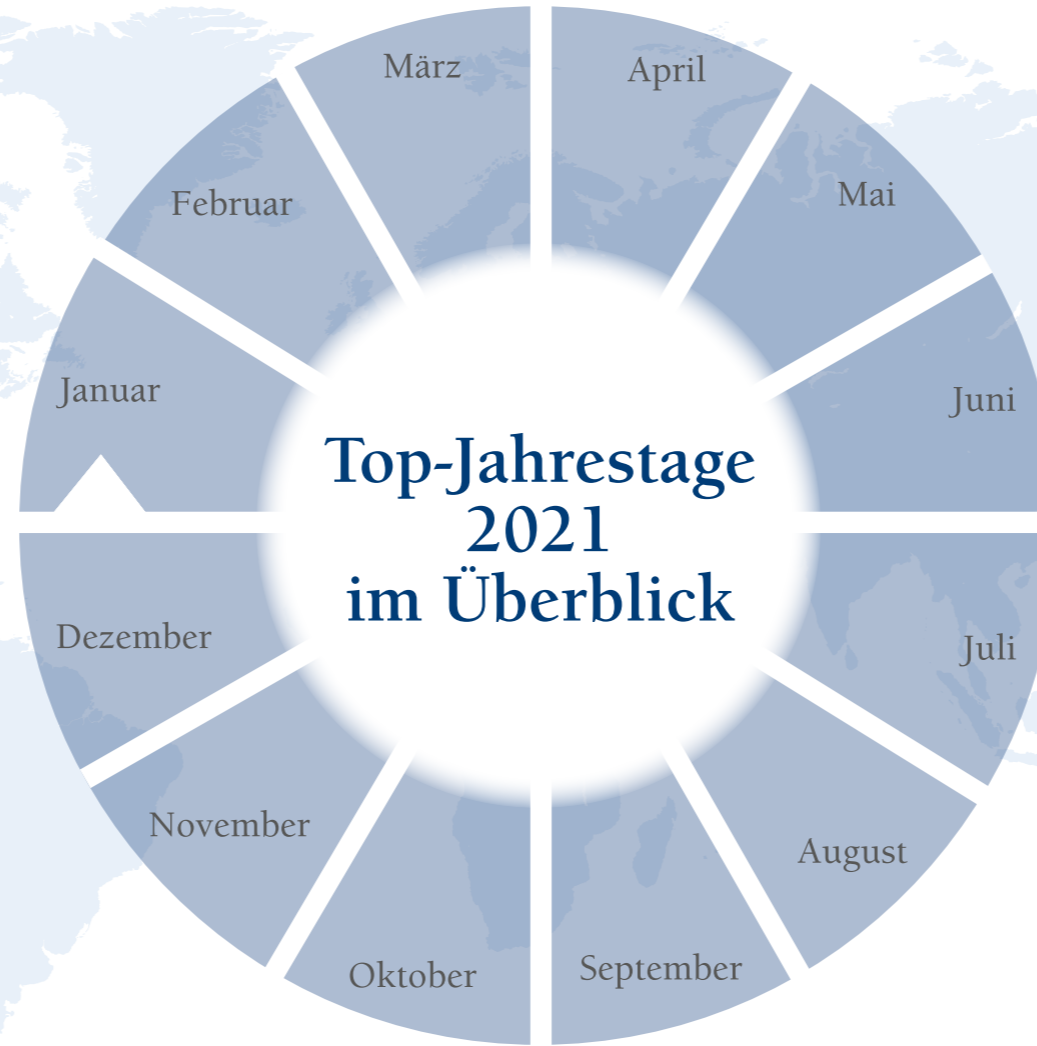 März
April
Februar
Mai
Januar
Juni
Top-Jahrestage
2021
im Überblick
Dezember
Juli
November
August
Oktober
September